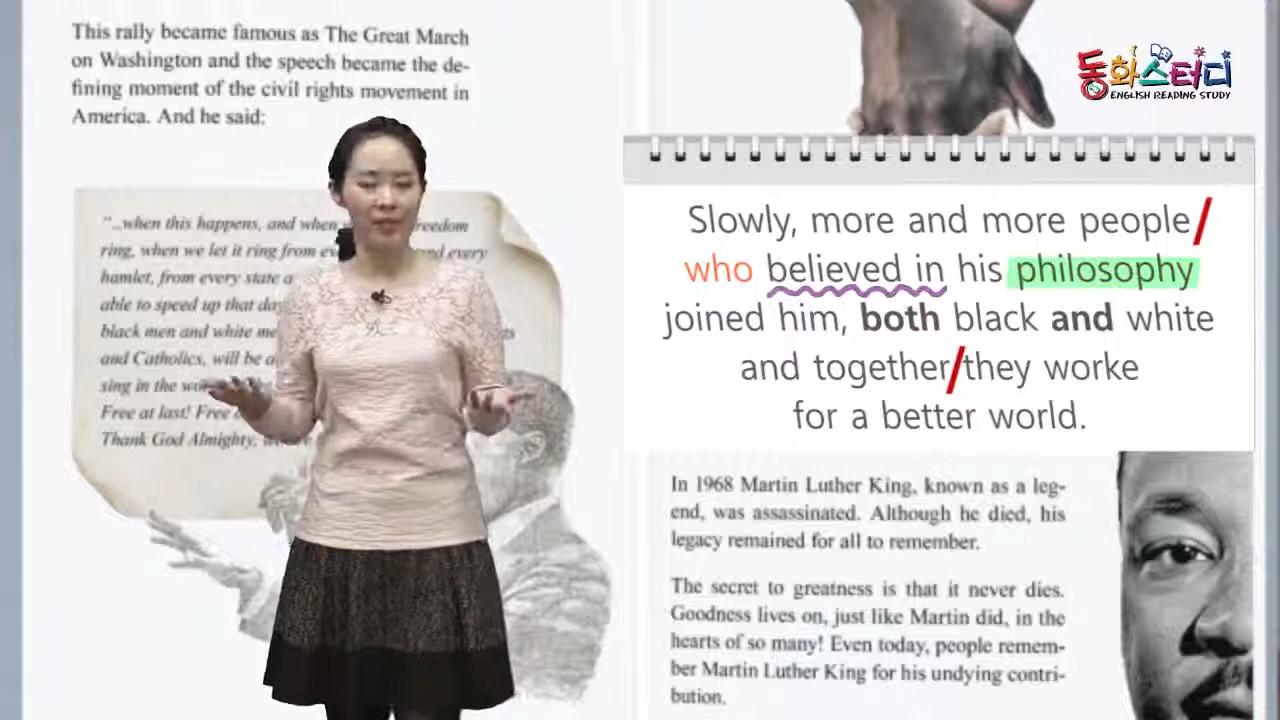 This rally became famous as The Great March
on Washington and the speech became the de-
fining moment of the civil rights movement in
America. And he said:
"...when this happens, and when reedom
ring, when we let it ring from ev nd every
hamlet, from every state a
able to speed up that da
black men and white me
and Catholics, will be a
sing in the wo
Free at last! Free
Thank God Almighty,
동화스터디
ENGLISH READING STUDY
Slowly, more and more people/
who believed in his philosophy
joined him, both black and white
and together/they worke
for a better world.
In 1968 Martin Luther King, known as a leg-
end, was assassinated. Although he died, his
legacy remained for all to remember.
The secret to greatness is that it never dies.
Goodness lives on, just like Martin did, in the
hearts of so many! Even today, people remem-
ber Martin Luther King for his undying contri-
bution.